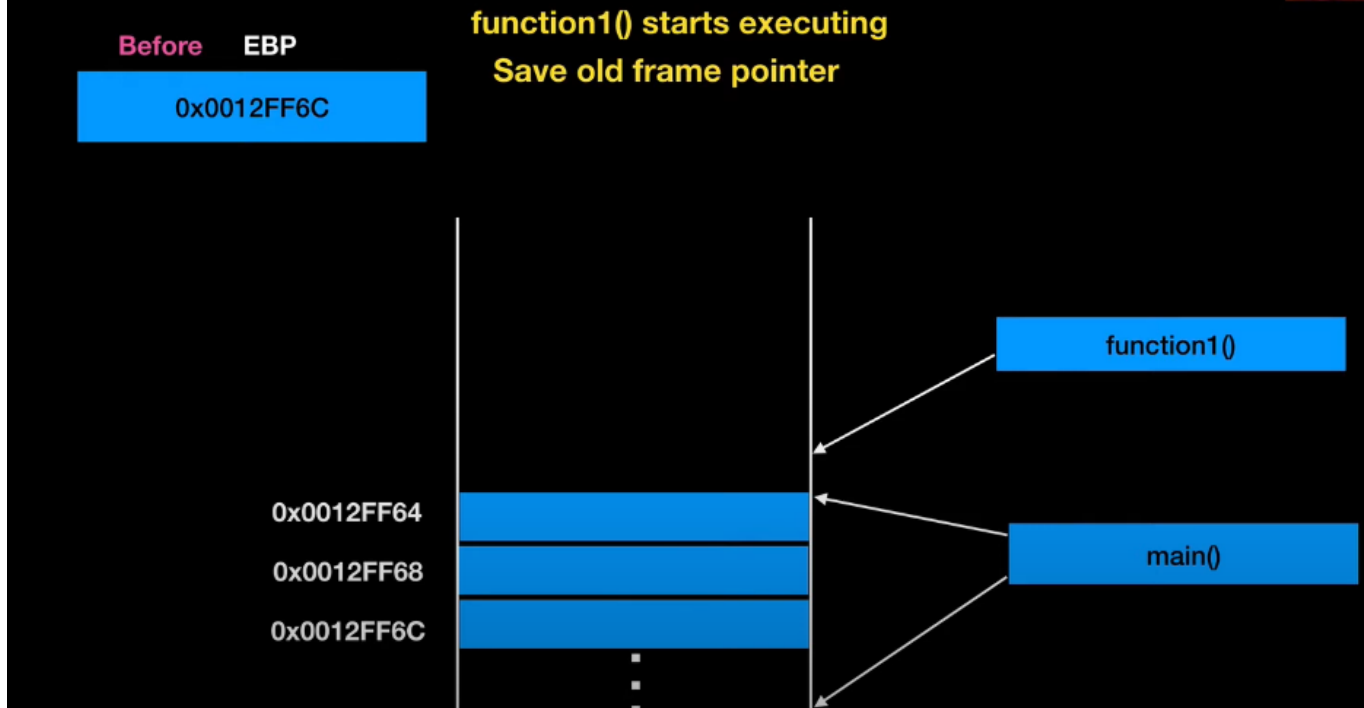 function1() starts executing
Before EBP
Save old frame pointer
0x0012FF6C
function1()
0x0012FF64
main()
0x0012FF68
0x0012FF6C